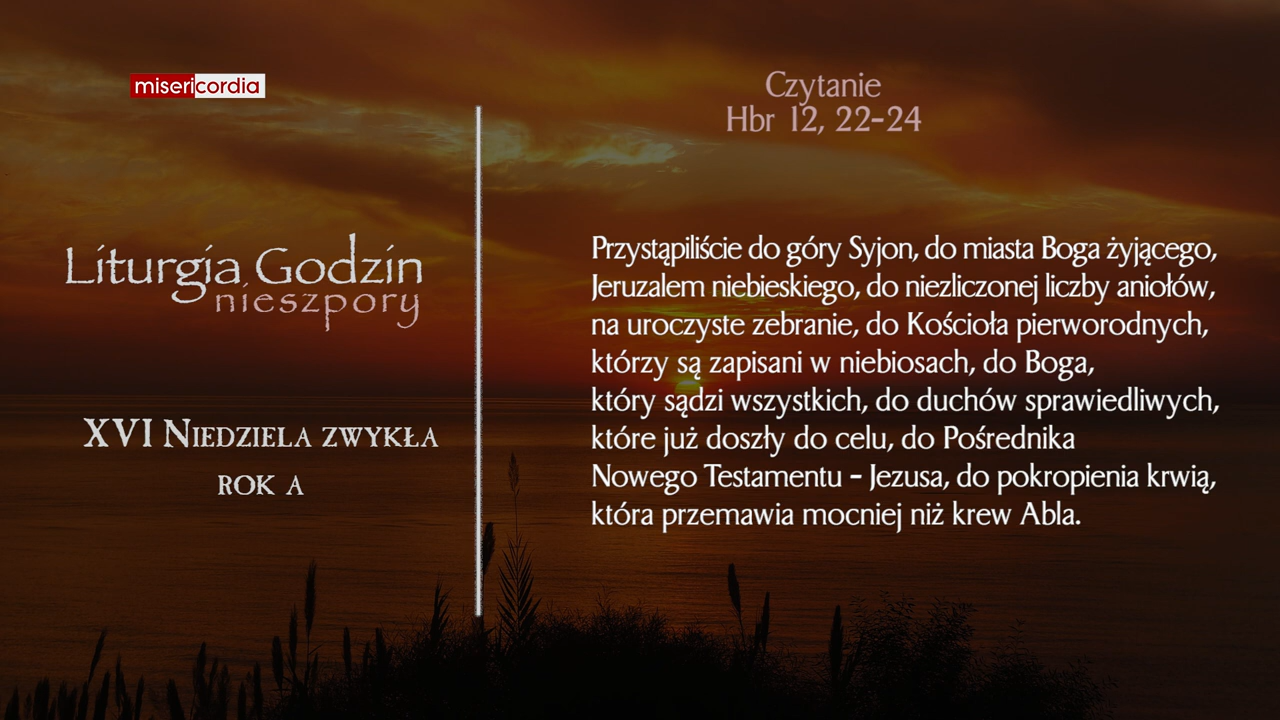 misericordia
Liturgia Godzin
nieszpory
XVI Niedziela zwykła
rok A
Czytanie
Hbr 12, 22-24
Przystąpiliście do góry Syjon, do miasta Boga żyjącego,
Jeruzalem niebieskiego, do niezliczonej liczby aniołów,
na uroczyste zebranie, do Kościoła pierworodnych,
którzy są zapisani w niebiosach, do Boga,
który sądzi wszystkich, do duchów sprawiedliwych,
które już doszły do celu, do Pośrednika
Nowego Testamentu - Jezusa, do pokropienia krwią,
która przemawia mocniej niż krew Abla.